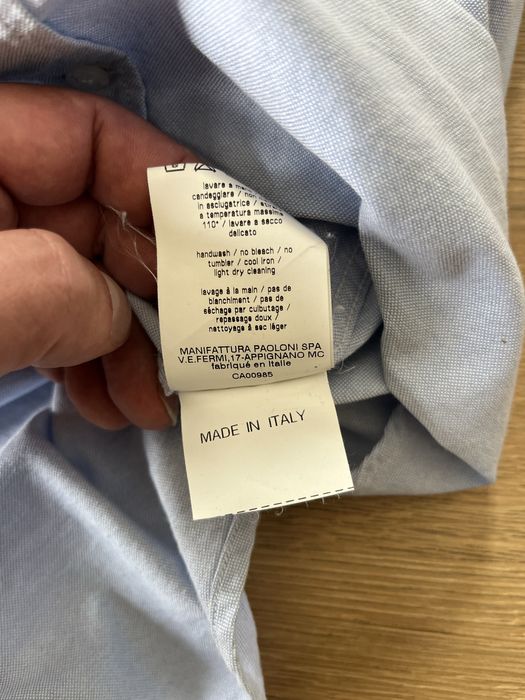 lavare a
candeggiare / non
in asciugatrice /
a temperatura massima
110° / lavare a secco
delicato
handwash / no bleach / no
tumbler / cool iron /
light dry cleaning
lavage à la main / pas de
blanchiment / pas de
séchage par culbutage /
repassage doux /
nettoyage à sec léger
MANIFATTURA PAOLONI SPA
V.E.FERMI,17-APPIGNANO MC
fabriqué en Italie
CA00985
MADE IN ITALY